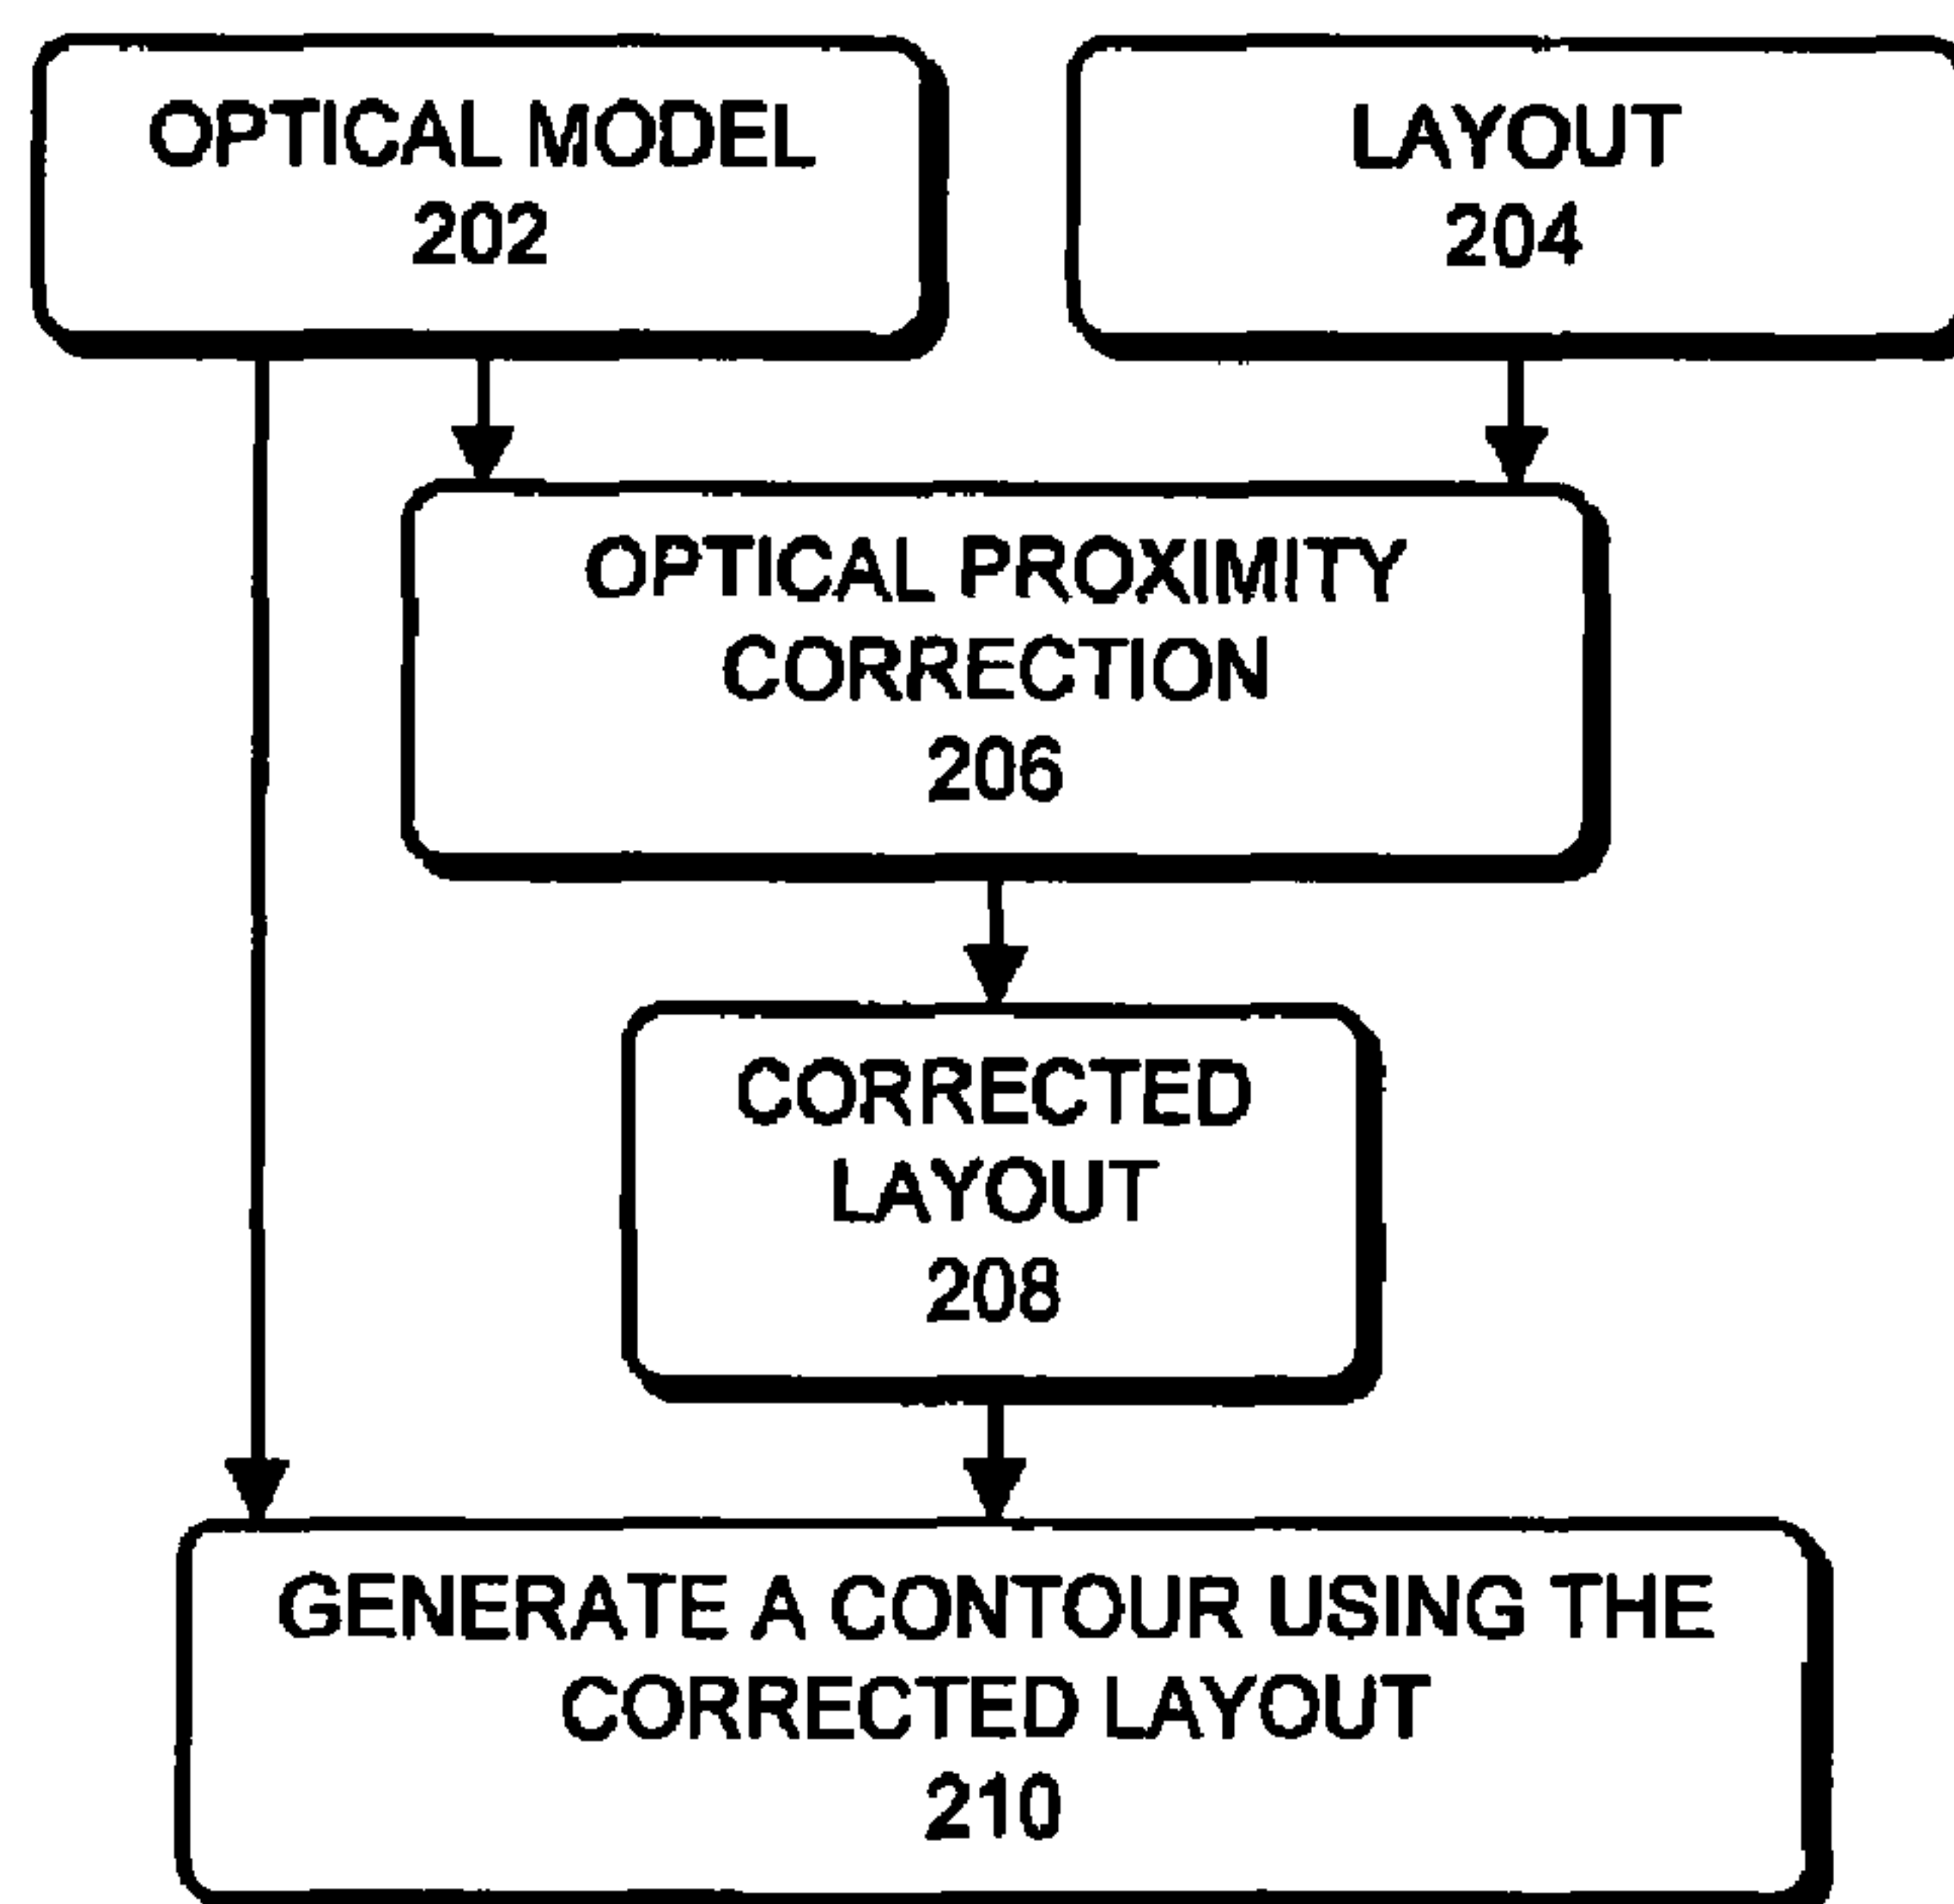 OPTICAL MODEL
202
LAYOUT
204
OPTICAL PROXIMITY
CORRECTION
206
CORRECTED
LAYOUT
208
GENERATE A CONTOUR USING THE
CORRECTED LAYOUT
210